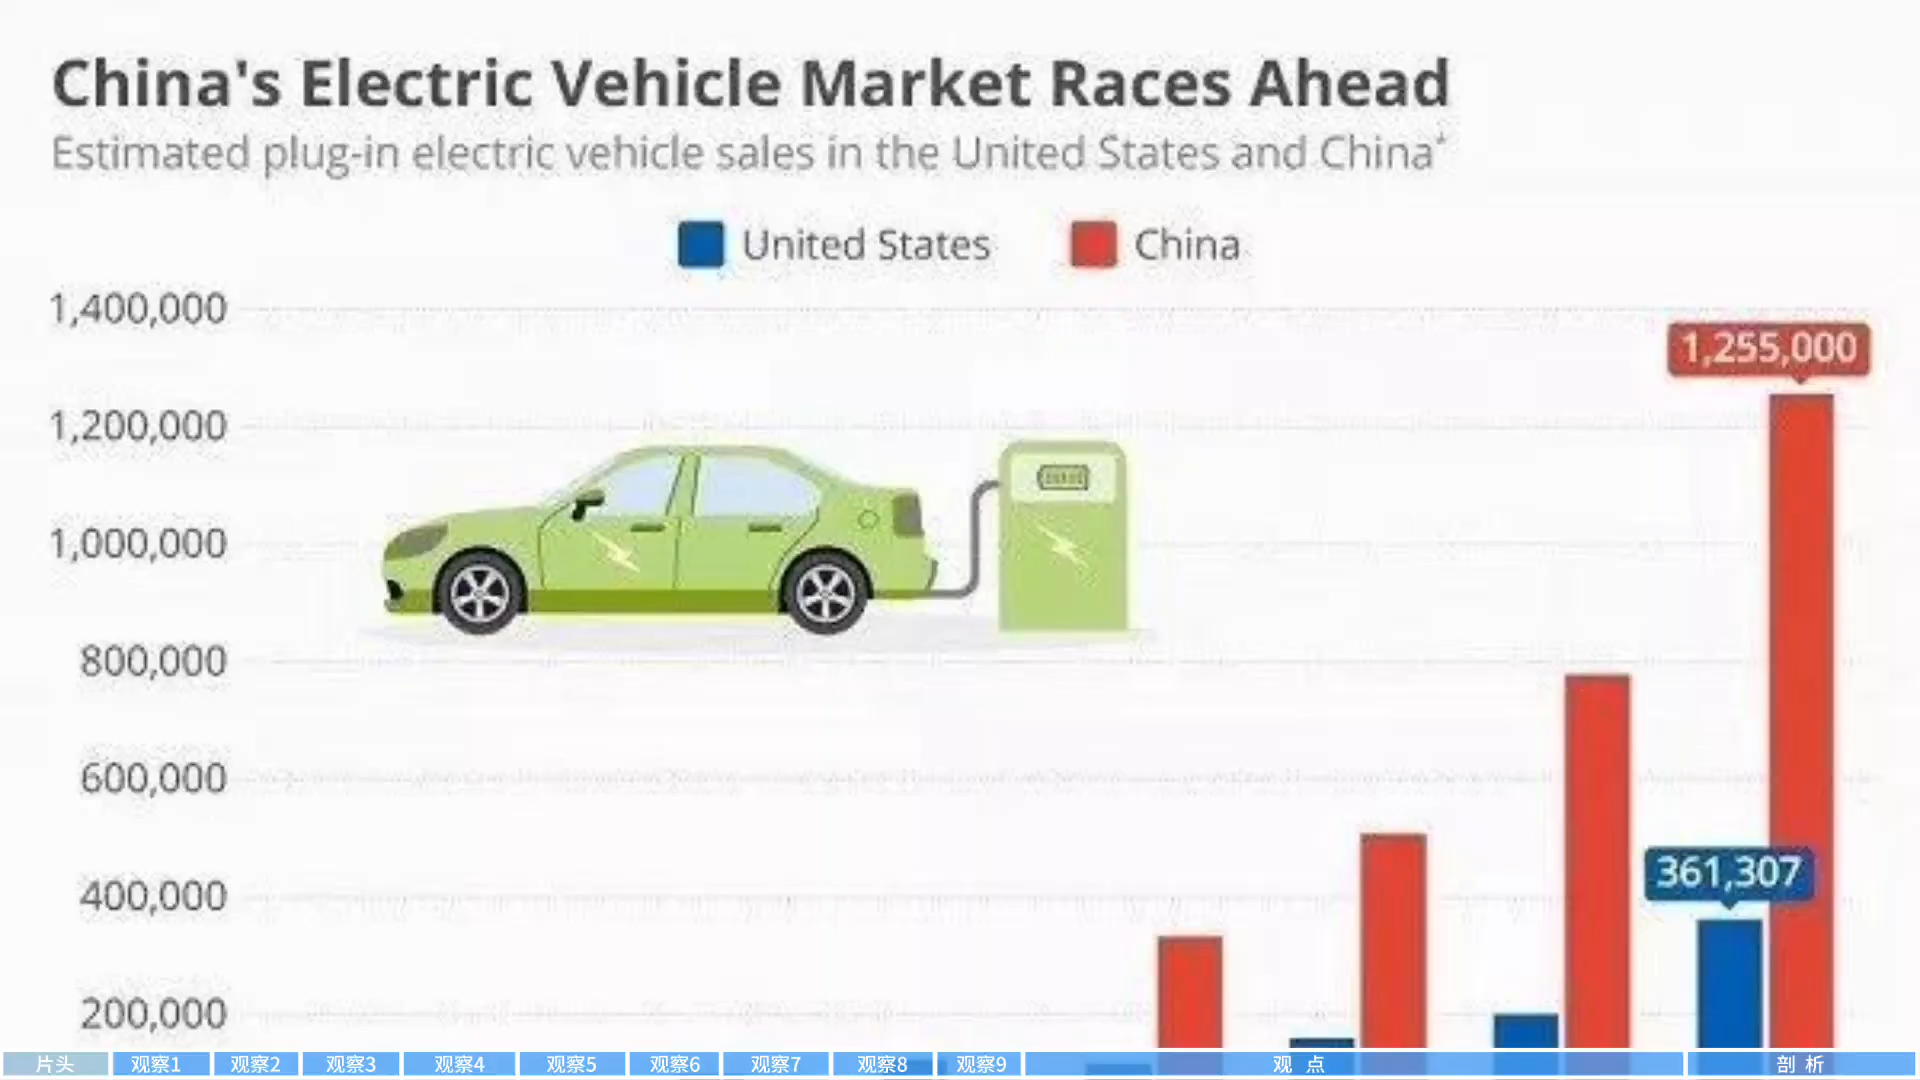 China's Electric Vehicle Market Races Ahead
Estimated plug-in electric vehicle sales in the United States and China*
United States China
1,400,000
1,255,000
1,200,000
1,000,000
800,000
600,000
361,307
400,000
200,000
片头 观察1 观察2 观察3 观察4 观察5 观察6 观察7 观察8 观察9 观 点 剖 析